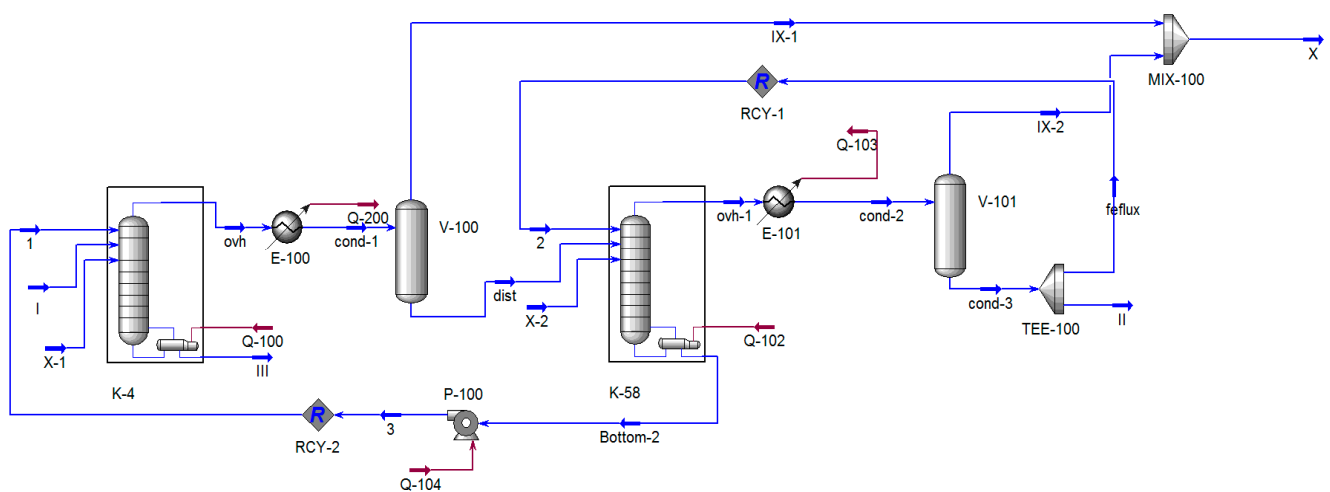 IX-1
X
MIX-100
R
RCY-1
IX-2
Q-103
Q-200
V-100
ovh-1
cond-2
V-101
feflux
1
ovh
cond-1
E-100
2
E-101
I
dist
X-2
cond-3
TEE-100
II
X-1
Q-100
III
Q-102
K-4
P-100
K-58
R
RCY-2
3
Bottom-2
Q-104